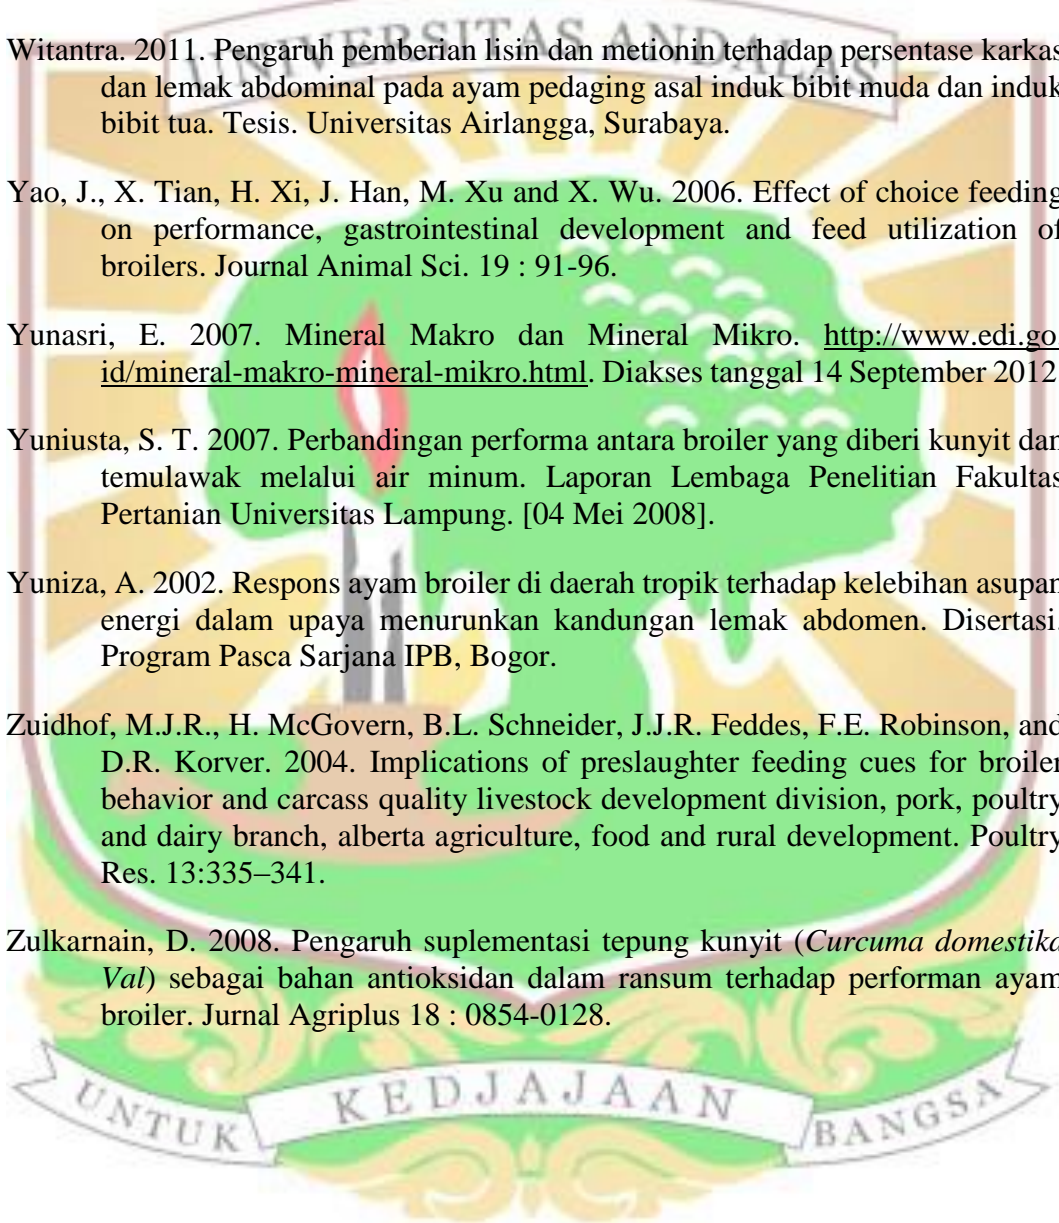 UNIVERSITAS ANDALAS
Witantra. 2011. Pengaruh pemberian lisin dan metionin terhadap persentase karkas
dan lemak abdominal pada ayam pedaging asal induk bibit muda dan induk
bibit tua. Tesis. Universitas Airlangga, Surabaya.
Yao, J., X. Tian, H. Xi, J. Han, M. Xu and X. Wu. 2006. Effect of choice feeding
on performance, gastrointestinal development and feed utilization of
broilers. Journal Animal Sci. 19 : 91-96.
Yunasri, E. 2007. Mineral Makro dan Mineral Mikro. http://www.edi.go.
id/mineral-makro-mineral-mikro.html. Diakses tanggal 14 September 2012
Yuniusta, S. T. 2007. Perbandingan performa antara broiler yang diberi kunyit dan
temulawak melalui air minum. Laporan Lembaga Penelitian Fakultas
Pertanian Universitas Lampung. [04 Mei 2008].
Yuniza, A. 2002. Respons ayam broiler di daerah tropik terhadap kelebihan asupan
energi dalam upaya menurunkan kandungan lemak abdomen. Disertasi.
Program Pasca Sarjana IPB, Bogor.
Zuidhof, M.J.R., H. McGovern, B.L. Schneider, J.J.R. Feddes, F.E. Robinson, and
D.R. Korver. 2004. Implications of preslaughter feeding cues for broiler
behavior and carcass quality livestock development division, pork, poultry
and dairy branch, alberta agriculture, food and rural development. Poultry
Res. 13:335–341.
Zulkarnain, D. 2008. Pengaruh suplementasi tepung kunyit (Curcuma domestika
Val) sebagai bahan antioksidan dalam ransum terhadap performan ayam
broiler. Jurnal Agriplus 18 : 0854-0128.
UNTUK KEDJAJAAN BANGSA